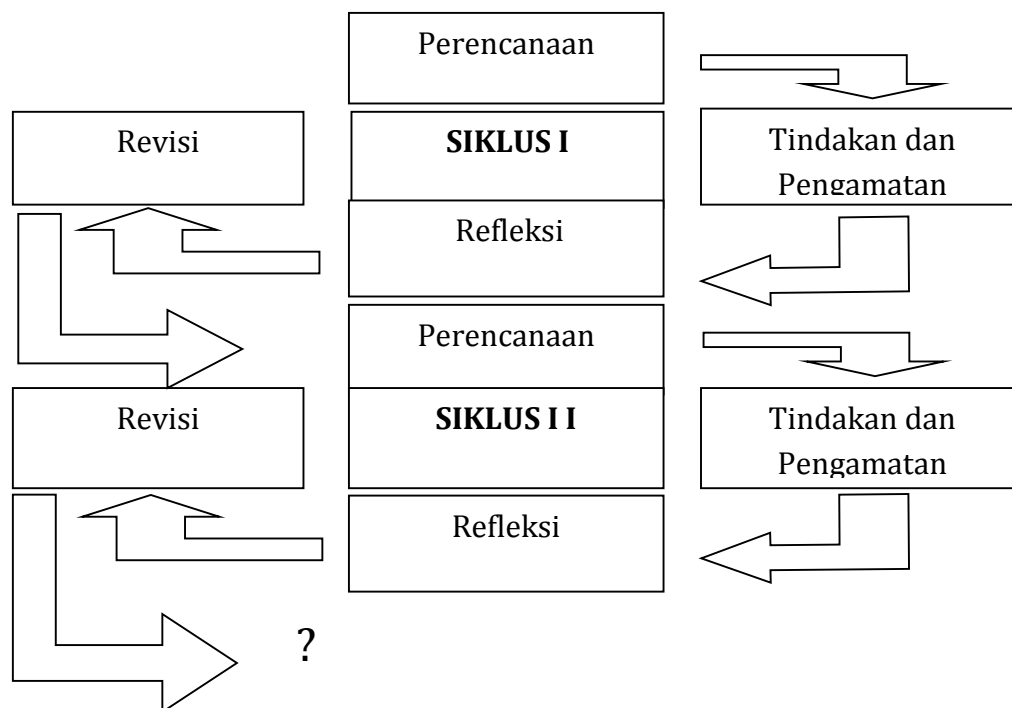 Perencanaan
Revisi
SIKLUS I
Tindakan dan
Pengamatan
Refleksi
Perencanaan
Revisi
SIKLUS I I
Tindakan dan
Pengamatan
Refleksi
?